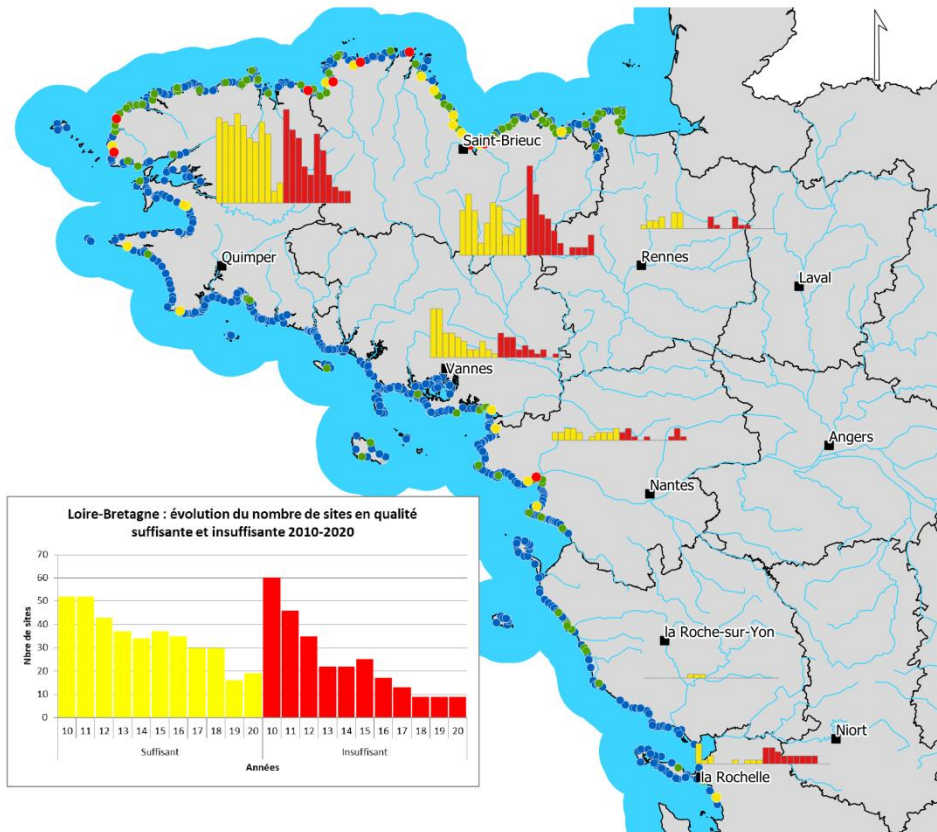 Saint-Brieuc
Quimper
Rennes
Laval
Vannes
Angers
Nantes
la Roche-sur-Yon
Niort
la Rochelle
Loire-Bretagne : évolution du nombre de sites en qualité
suffisante et insuffisante 2010-2020
Nbre de sites
70
60
50
40
30
20
10
0
10 11 12 13 14 15 16 17 18 19 20 10 11 12 13 14 15 16 17 18 19 20
Suffisant Insuffisant
Années